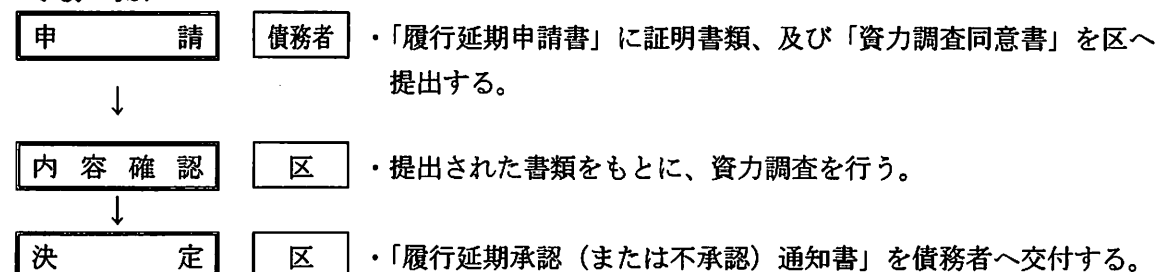 申請 債務者 ・「履行延期申請書」に証明書類、及び「資力調査同意書」を区へ
提出する。
↓
内容確認 区 ・提出された書類をもとに、資力調査を行う。
↓
決定 区 ・「履行延期承認（または不承認）通知書」を債務者へ交付する。